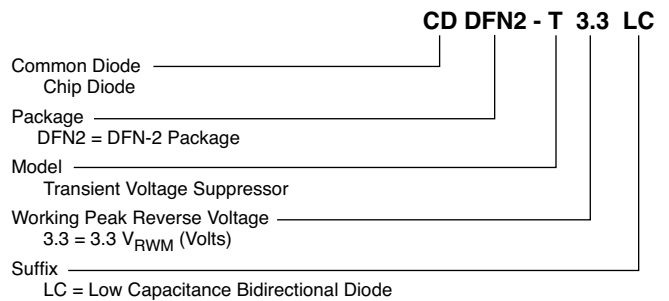 CD DFN2 - T 3.3 LC
Common Diode
Chip Diode
Package
DFN2 = DFN-2 Package
Model
Transient Voltage Suppressor
Working Peak Reverse Voltage
3.3 = 3.3 VRWM (Volts)
Suffix
LC = Low Capacitance Bidirectional Diode